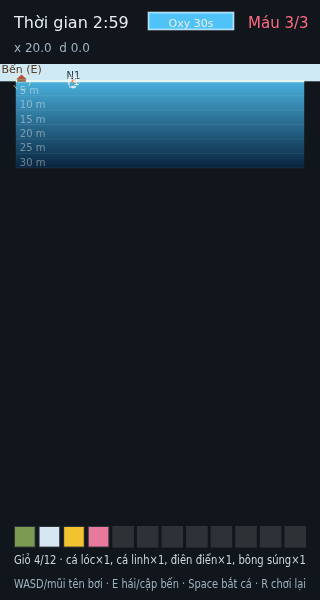 Thời gian 2:59
Oxy 30s
Máu 3/3
x 20.0 d 0.0
Bến (E)
N1
5 m
10 m
15 m
20 m
25 m
30 m
Giỏ 4/12 · cá lóc×1, cá linh×1, điên điển×1, bông súng×1
WASD/mũi tên bơi · E hái/cập bến · Space bắt cá · R chơi lại